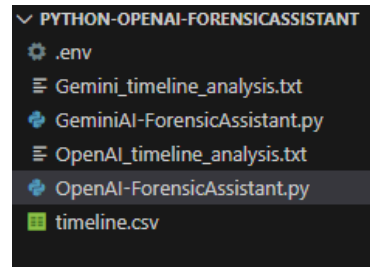 PYTHON-OPENAI-FORENSICASSISTANT
.env
Gemini_timeline_analysis.txt
GeminiAI-ForensicAssistant.py
OpenAI_timeline_analysis.txt
OpenAI-ForensicAssistant.py
timeline.csv